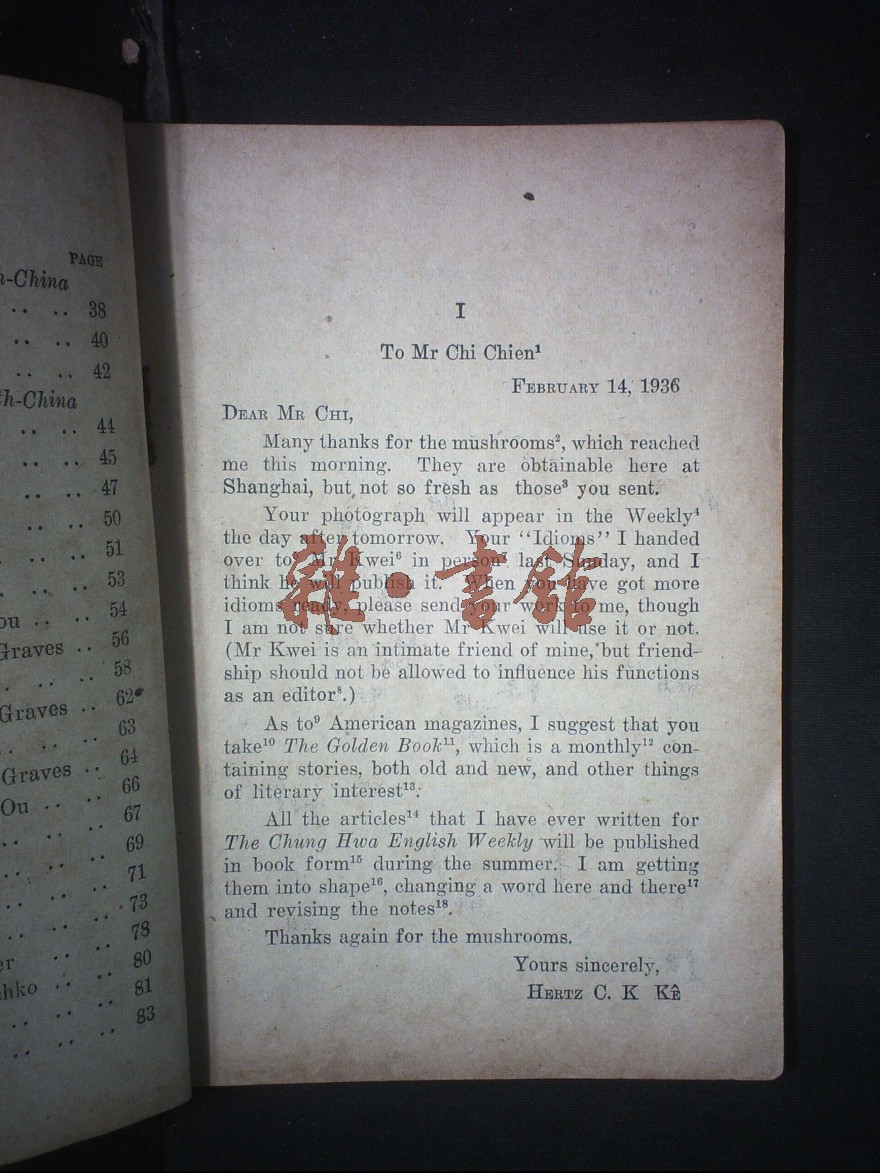 PAGE
-China
.. .. 38
.. .. 40
.. .. 42
h-China
.. .. 44
.. .. 45
.. .. 47
.. .. 50
.. .. 51
.. .. 53
ou .. .. 54
Graves .. 56
.. .. 58
Graves .. 62
.. .. 63
Graves .. 64
Ou .. .. 66
.. .. 67
.. .. 69
.. .. 71
.. .. 73
.. .. 78
er .. .. 80
hko .. .. 81
.. .. 83
I
To Mr Chi Chien¹
FEBRUARY 14, 1936
DEAR MR CHI,
Many thanks for the mushrooms², which reached
me this morning. They are obtainable here at
Shanghai, but not so fresh as those³ you sent.
Your photograph will appear in the Weekly⁴
the day after tomorrow. Your "Idioms" I handed
over to⁵ Mr Kwei⁶ in person⁷ last Sunday, and I
think he will publish it. When you have got more
idioms ready, please send your work to me, though
I am not sure whether Mr Kwei will use it or not.
(Mr Kwei is an intimate friend of mine, but friend-
ship should not be allowed to influence his functions
as an editor⁸.)
As to⁹ American magazines, I suggest that you
take¹⁰ The Golden Book¹¹, which is a monthly¹² con-
taining stories, both old and new, and other things
of literary interest¹³.
All the articles¹⁴ that I have ever written for
The Chung Hwa English Weekly will be published
in book form¹⁵ during the summer. I am getting
them into shape¹⁶, changing a word here and there¹⁷
and revising the notes¹⁸.
Thanks again for the mushrooms.
Yours sincerely,
HERTZ C. K KÊ
雜·書館